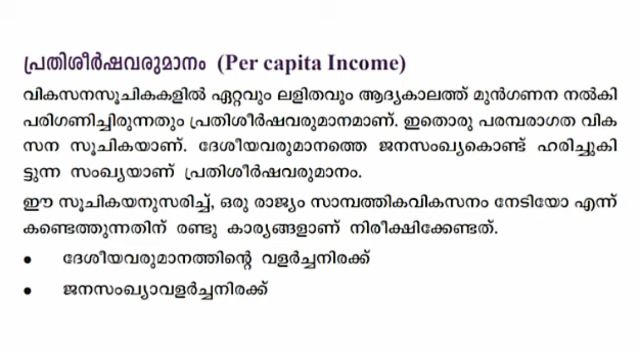 പ്രതിശീർഷവരുമാനം (Per capita Income)
വികസനസൂചികകളിൽ ഏറ്റവും ലളിതവും ആദ്യകാലത്ത് മുൻഗണന നൽകി
പരിഗണിച്ചിരുന്നതും പ്രതിശീർഷവരുമാനമാണ്. ഇതൊരു പരമ്പരാഗത വിക
സന സൂചികയാണ്. ദേശീയവരുമാനത്തെ ജനസംഖ്യകൊണ്ട് ഹരിച്ചുകി
ട്ടുന്ന സംഖ്യയാണ് പ്രതിശീർഷവരുമാനം.
ഈ സൂചികയനുസരിച്ച്, ഒരു രാജ്യം സാമ്പത്തികവികസനം നേടിയോ എന്ന്
കണ്ടെത്തുന്നതിന് രണ്ടു കാര്യങ്ങളാണ് നിരീക്ഷിക്കേണ്ടത്.
• ദേശീയവരുമാനത്തിന്റെ വളർച്ചനിരക്ക്
• ജനസംഖ്യാവളർച്ചനിരക്ക്